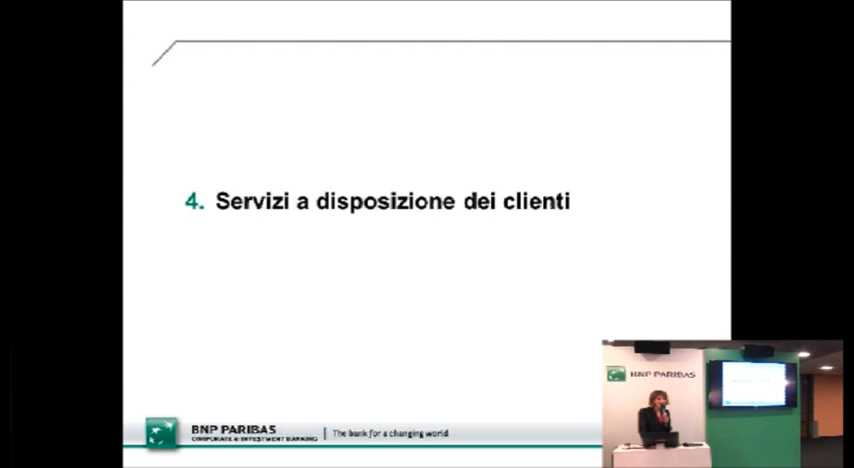 4. Servizi a disposizione dei clienti
BNP PARIBAS
CORPORATE & INVESTMENT BANKING
The bank for a changing world
BNP PARIBAS